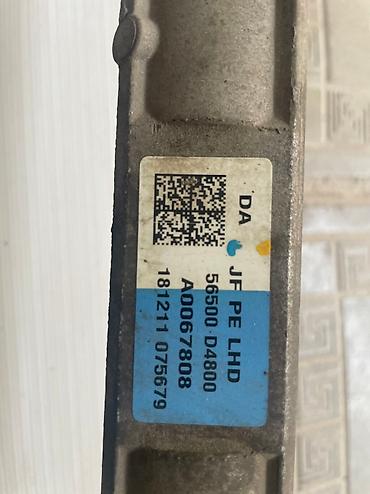 DA
JF PE LHD
56500-D4800
A0067808
181211 075679